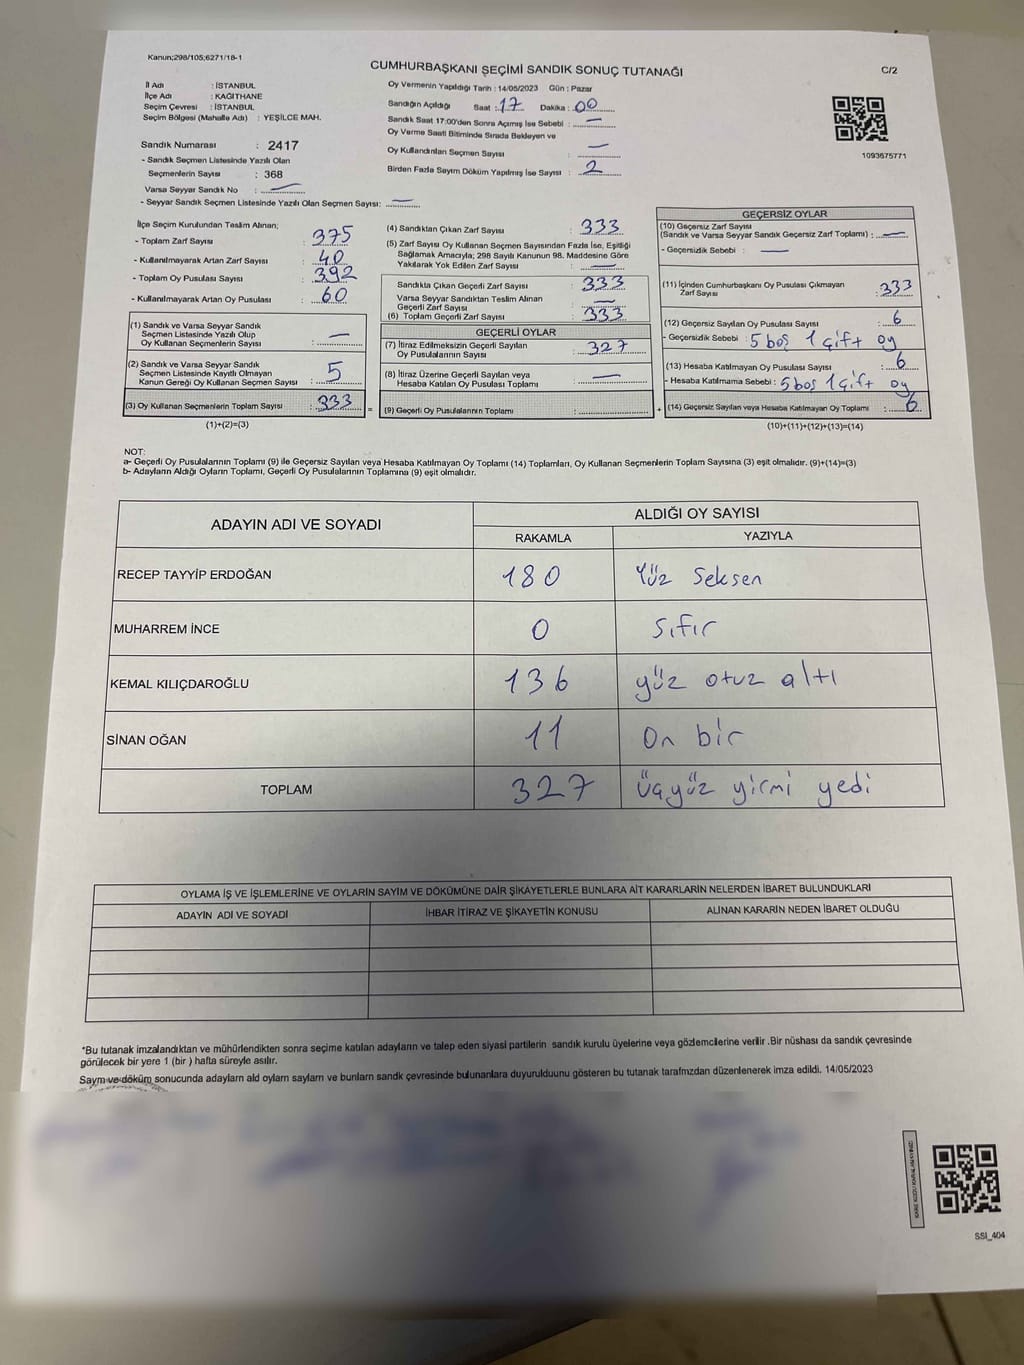 Kanun;298/105;6271/18-1
CUMHURBAŞKANI SEÇİMİ SANDIK SONUÇ TUTANAĞI
C/2
İl Adı : İSTANBUL
İlçe Adı : KAGITHANE
Seçim Çevresi : İSTANBUL
Seçim Bölgesi (Mahalle Adı) : YEŞİLCE MAH.
Sandık Numarası : 2417
- Sandık Seçmen Listesinde Yazılı Olan
Seçmenlerin Sayısı : 368
Varsa Seyyar Sandık No : —
- Seyyar Sandık Seçmen Listesinde Yazılı Olan Seçmen Sayısı: —
Oy Vermenin Yapıldığı Tarih : 14/05/2023 Gün : Pazar
Sandığın Açıldığı Saat : 17 Dakika : 00
Sandık Saat 17:00'den Sonra Açılmış İse Sebebi : —
Oy Verme Saati Bitiminde Sırada Bekleyen ve
Oy Kullandırılan Seçmen Sayısı : —
Birden Fazla Sayım Döküm Yapılmış İse Sayısı : 2
1093675771
İlçe Seçim Kurulundan Teslim Alınan;
- Toplam Zarf Sayısı : 375
- Kullanılmayarak Artan Zarf Sayısı : 40
- Toplam Oy Pusulası Sayısı : 392
- Kullanılmayarak Artan Oy Pusulası : 60
(1) Sandık ve Varsa Seyyar Sandık
Seçmen Listesinde Yazılı Olup
Oy Kullanan Seçmenlerin Sayısı : —
(2) Sandık ve Varsa Seyyar Sandık
Seçmen Listesinde Kayıtlı Olmayan
Kanun Gereği Oy Kullanan Seçmen Sayısı : 5
(3) Oy Kullanan Seçmenlerin Toplam Sayısı : 333
(1)+(2)=(3)
=
(4) Sandıktan Çıkan Zarf Sayısı : 333
(5) Zarf Sayısı Oy Kullanan Seçmen Sayısından Fazla İse, Eşitliği
Sağlamak Amacıyla; 298 Sayılı Kanunun 98. Maddesine Göre
Yakılarak Yok Edilen Zarf Sayısı : —
Sandıkta Çıkan Geçerli Zarf Sayısı : 333
Varsa Seyyar Sandıktan Teslim Alınan
Geçerli Zarf Sayısı : —
(6) Toplam Geçerli Zarf Sayısı : 333
GEÇERLİ OYLAR
(7) İtiraz Edilmeksizin Geçerli Sayılan
Oy Pusulalarının Sayısı : 327
(8) İtiraz Üzerine Geçerli Sayılan veya
Hesaba Katılan Oy Pusulası Toplamı : —
(9) Geçerli Oy Pusulalarının Toplamı :
+
GEÇERSİZ OYLAR
(10) Geçersiz Zarf Sayısı
(Sandık ve Varsa Seyyar Sandık Geçersiz Zarf Toplamı) : —
- Geçersizlik Sebebi : —
(11) İçinden Cumhurbaşkanı Oy Pusulası Çıkmayan
Zarf Sayısı : 333
(12) Geçersiz Sayılan Oy Pusulası Sayısı : 6
- Geçersizlik Sebebi : 5 boş 1 çift oy
(13) Hesaba Katılmayan Oy Pusulası Sayısı : 6
- Hesaba Katılmama Sebebi : 5 boş 1 çift oy
(14) Geçersiz Sayılan veya Hesaba Katılmayan Oy Toplamı : 6
(10)+(11)+(12)+(13)=(14)
NOT:
a- Geçerli Oy Pusulalarının Toplamı (9) ile Geçersiz Sayılan veya Hesaba Katılmayan Oy Toplamı (14) Toplamları, Oy Kullanan Seçmenlerin Toplam Sayısına (3) eşit olmalıdır. (9)+(14)=(3)
b- Adayların Aldığı Oyların Toplamı, Geçerli Oy Pusulalarının Toplamına (9) eşit olmalıdır.
ADAYIN ADI VE SOYADI
ALDIĞI OY SAYISI
RAKAMLA YAZIYLA
RECEP TAYYİP ERDOĞAN 180 Yüz Seksen
MUHARREM İNCE 0 Sıfır
KEMAL KILIÇDAROĞLU 136 yüz otuz altı
SİNAN OĞAN 11 On bir
TOPLAM 327 üçyüz yirmi yedi
OYLAMA İŞ VE İŞLEMLERİNE VE OYLARIN SAYIM VE DÖKÜMÜNE DAİR ŞİKAYETLERLE BUNLARA AİT KARARLARIN NELERDEN İBARET BULUNDUKLARI
ADAYIN ADI VE SOYADI İHBAR İTİRAZ VE ŞİKAYETİN KONUSU ALINAN KARARIN NEDEN İBARET OLDUĞU
*Bu tutanak imzalandıktan ve mühürlendikten sonra seçime katılan adayların ve talep eden siyasi partilerin sandık kurulu üyelerine veya gözlemcilerine verilir .Bir nüshası da sandık çevresinde
görülecek bir yere 1 (bir ) hafta süreyle asılır.
Sayım ve döküm sonucunda adayların ald oyların sayların ve bunların sandk çevresinde bulunanlara duyurulduunu gösteren bu tutanak tarafmzdan düzenlenerek imza edildi. 14/05/2023
SSI_404